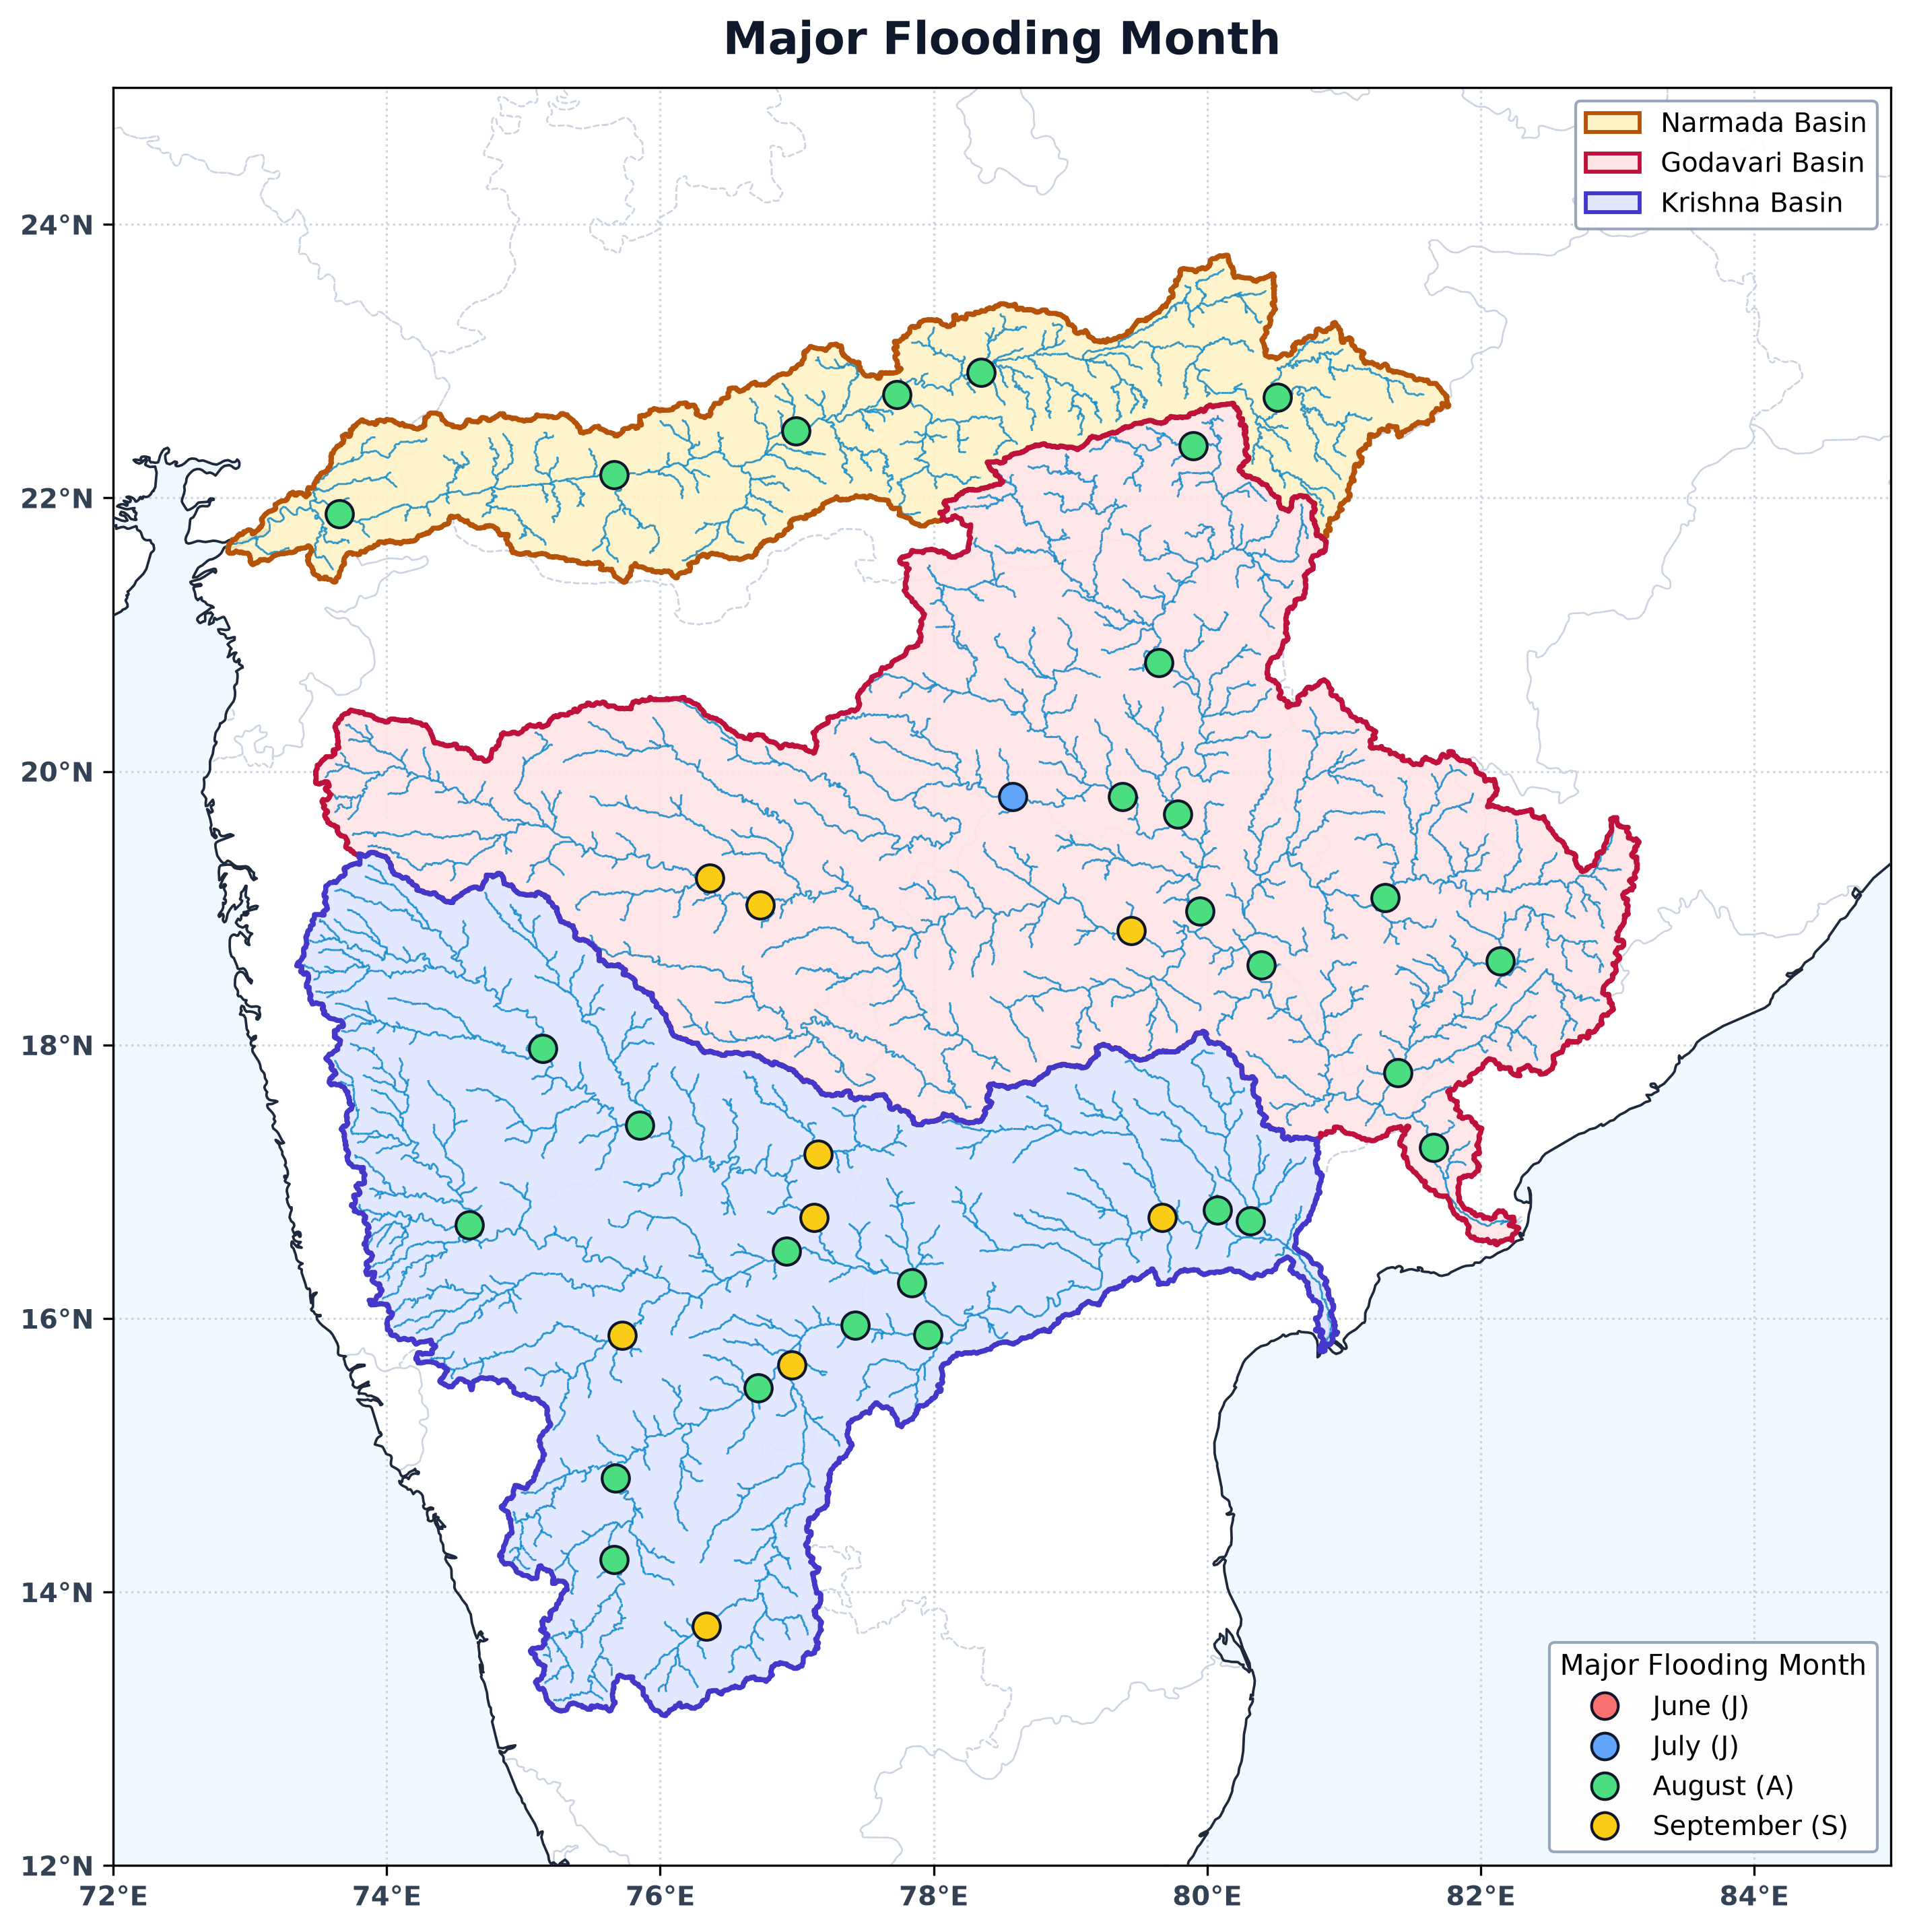 Major Flooding Month
Narmada Basin
Godavari Basin
Krishna Basin
24°N
22°N
20°N
18°N
16°N
14°N
12°N
Major Flooding Month
June (J)
July (J)
August (A)
September (S)
72°E 74°E 76°E 78°E 80°E 82°E 84°E